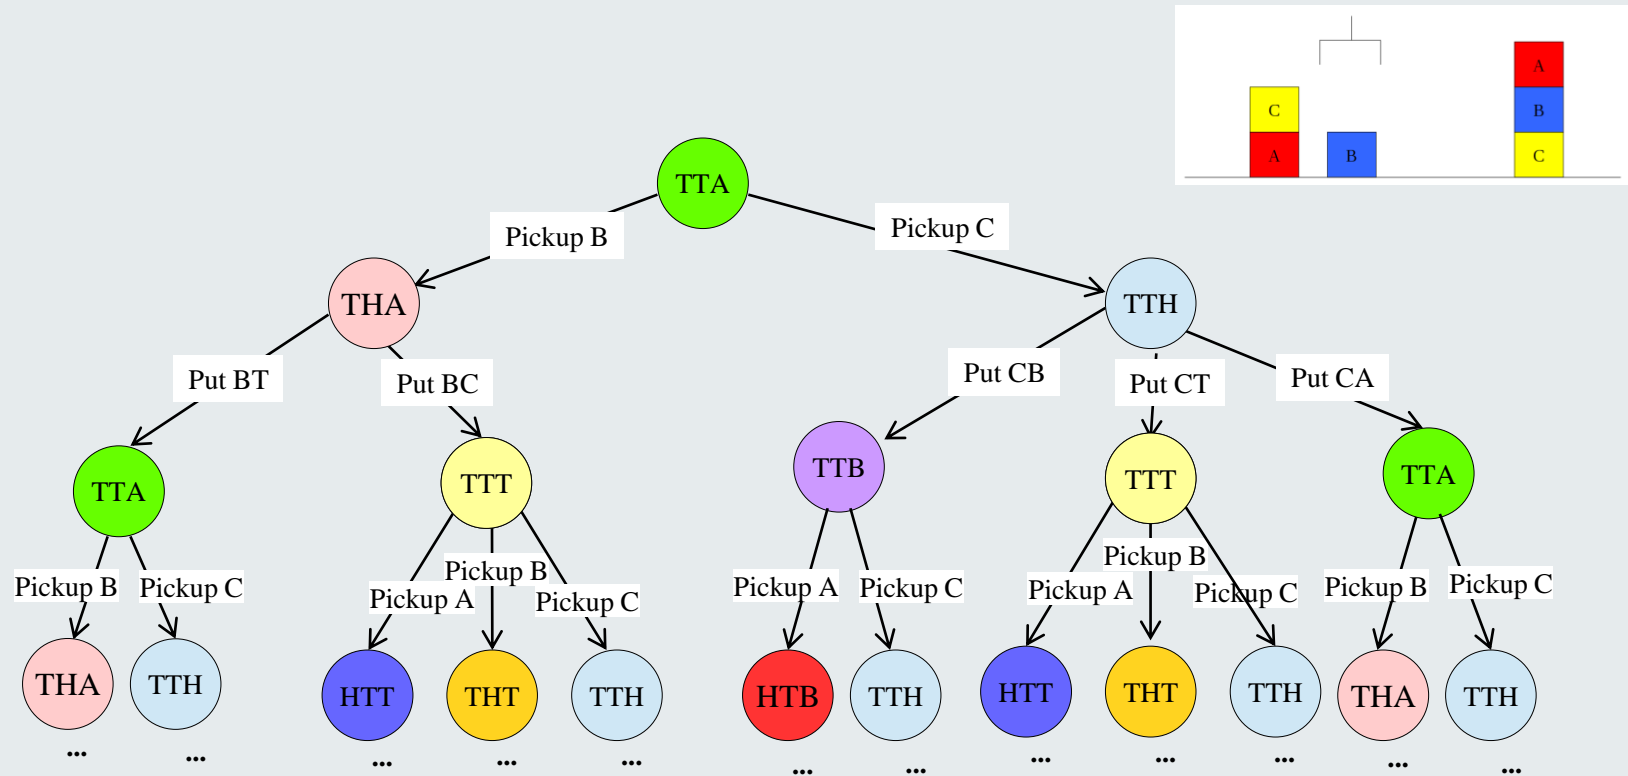 A
C
B
A
B
C
TTA
Pickup B
Pickup C
THA
TTH
Put BT
Put BC
Put CB
Put CT
Put CA
TTA
TTT
TTB
TTT
TTA
Pickup B
Pickup C
Pickup A
Pickup B
Pickup C
Pickup A
Pickup C
Pickup A
Pickup B
Pickup C
Pickup B
Pickup C
THA
TTH
HTT
THT
TTH
HTB
TTH
HTT
THT
TTH
THA
TTH
...
...
...
...
...
...
...
...
...
...
...
...